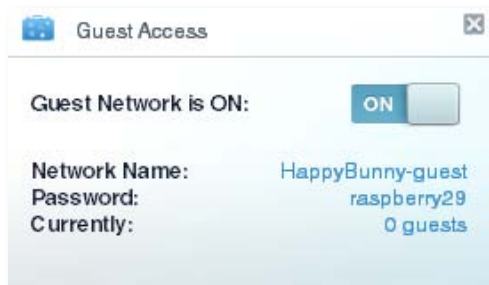 Guest Access
Guest Network is ON: ON
Network Name: HappyBunny-guest
Password: raspberry29
Currently: 0 guests